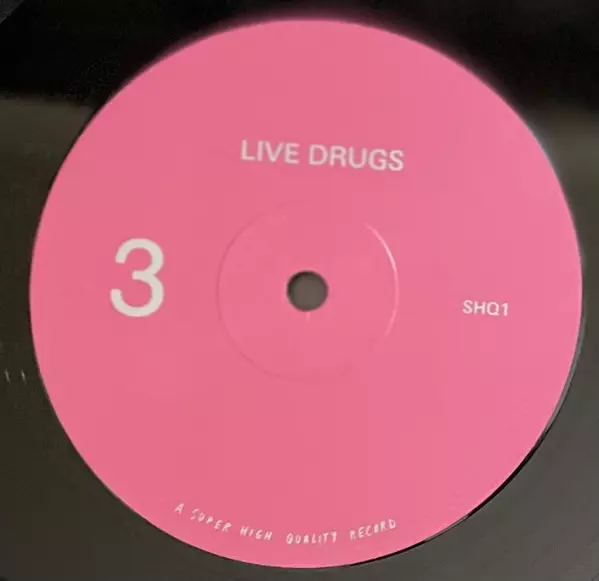 LIVE DRUGS
3
SHQ1
A SUPER HIGH QUALITY RECORD